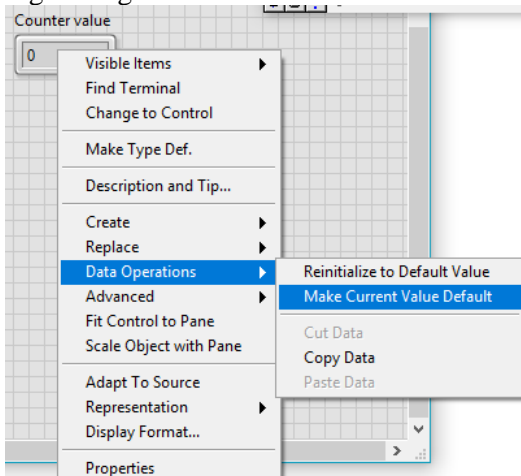 Counter value
0
Visible Items
Find Terminal
Change to Control
Make Type Def.
Description and Tip...
Create
Replace
Data Operations
Advanced
Fit Control to Pane
Scale Object with Pane
Adapt To Source
Representation
Display Format...
Properties
Reinitialize to Default Value
Make Current Value Default
Cut Data
Copy Data
Paste Data